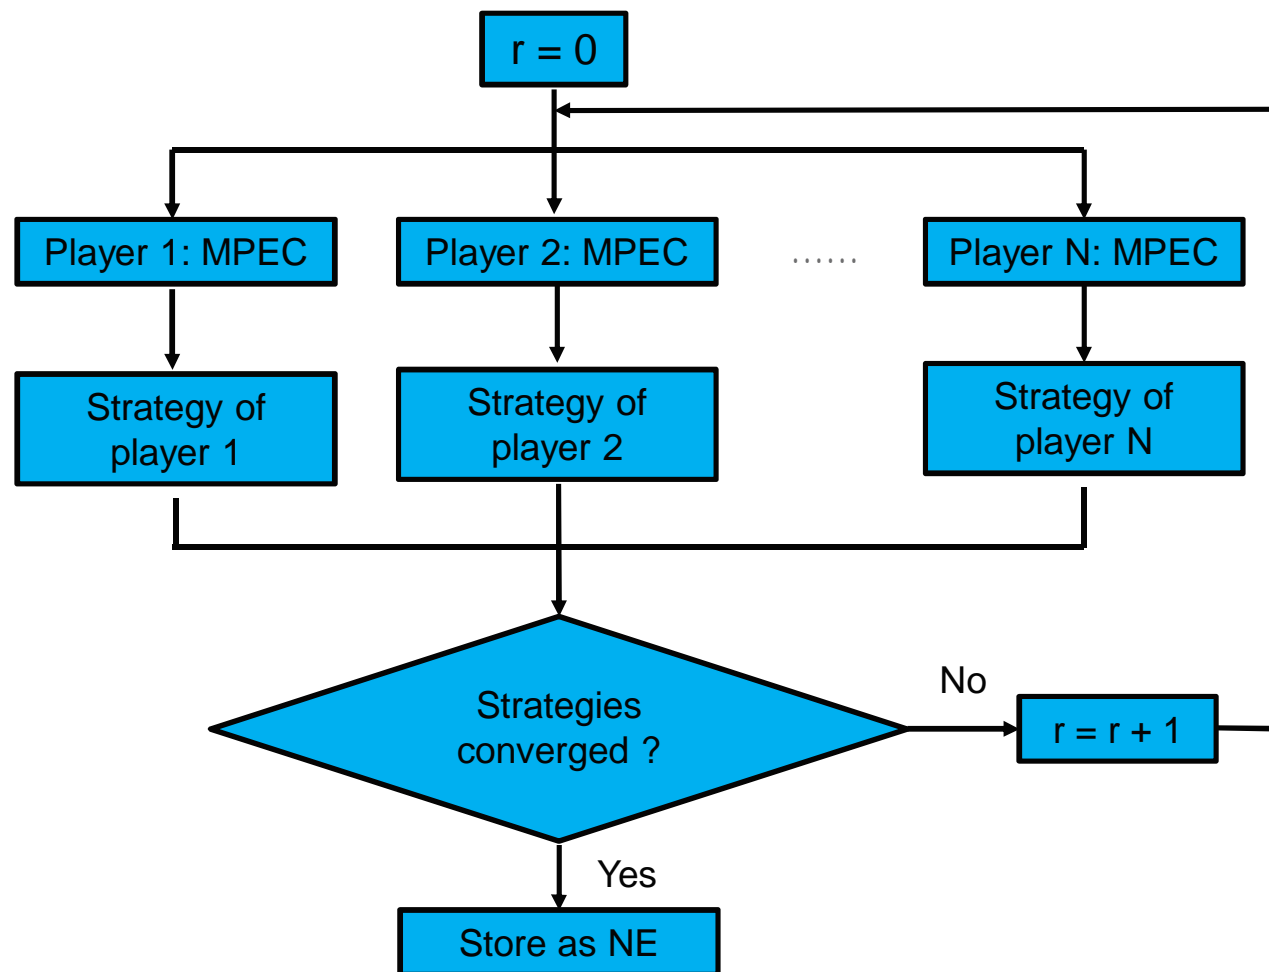 r = 0
Player 1: MPEC
Player 2: MPEC
......
Player N: MPEC
Strategy of
player 1
Strategy of
player 2
Strategy of
player N
Strategies
converged ?
No
r = r + 1
Yes
Store as NE